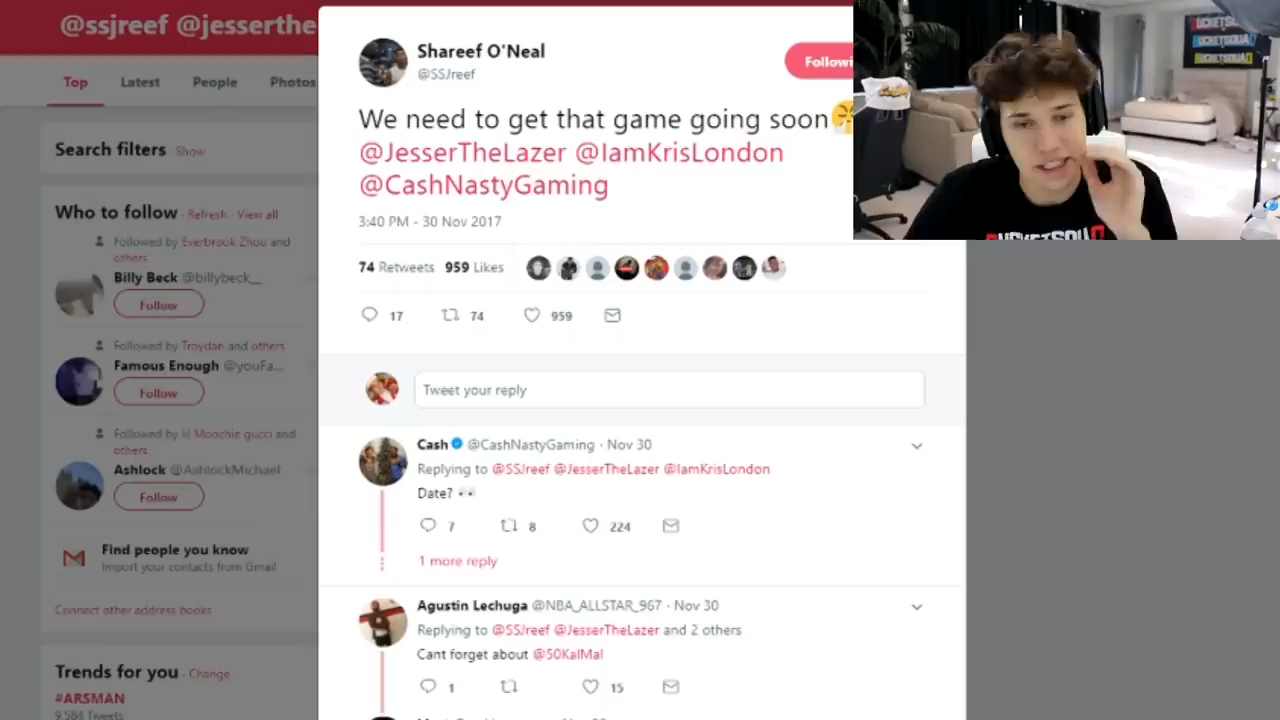 @ssjreef @jesserthe
Top Latest People Photos
Search filters · Show
Who to follow · Refresh · View all
Followed by Everbrook Zhou and
others
Billy Beck @billybeck__
Follow
Followed by Troydan and others
Famous Enough @youFa...
Follow
Followed by lil Moochie gucci and
others
Ashlock @AshlockMichael
Follow
Find people you know
Import your contacts from Gmail
Connect other address books
Trends for you · Change
#ARSMAN
9,584 Tweets
Shareef O'Neal
@SSJreef
Followi
We need to get that game going soon
@JesserTheLazer @IamKrisLondon
@CashNastyGaming
3:40 PM - 30 Nov 2017
74 Retweets 959 Likes
17 74 959
Tweet your reply
Cash @CashNastyGaming · Nov 30
Replying to @SSJreef @JesserTheLazer @IamKrisLondon
Date? 👀
7 8 224
1 more reply
Agustin Lechuga @NBA_ALLSTAR_967 · Nov 30
Replying to @SSJreef @JesserTheLazer and 2 others
Cant forget about @50KalMal
1 15